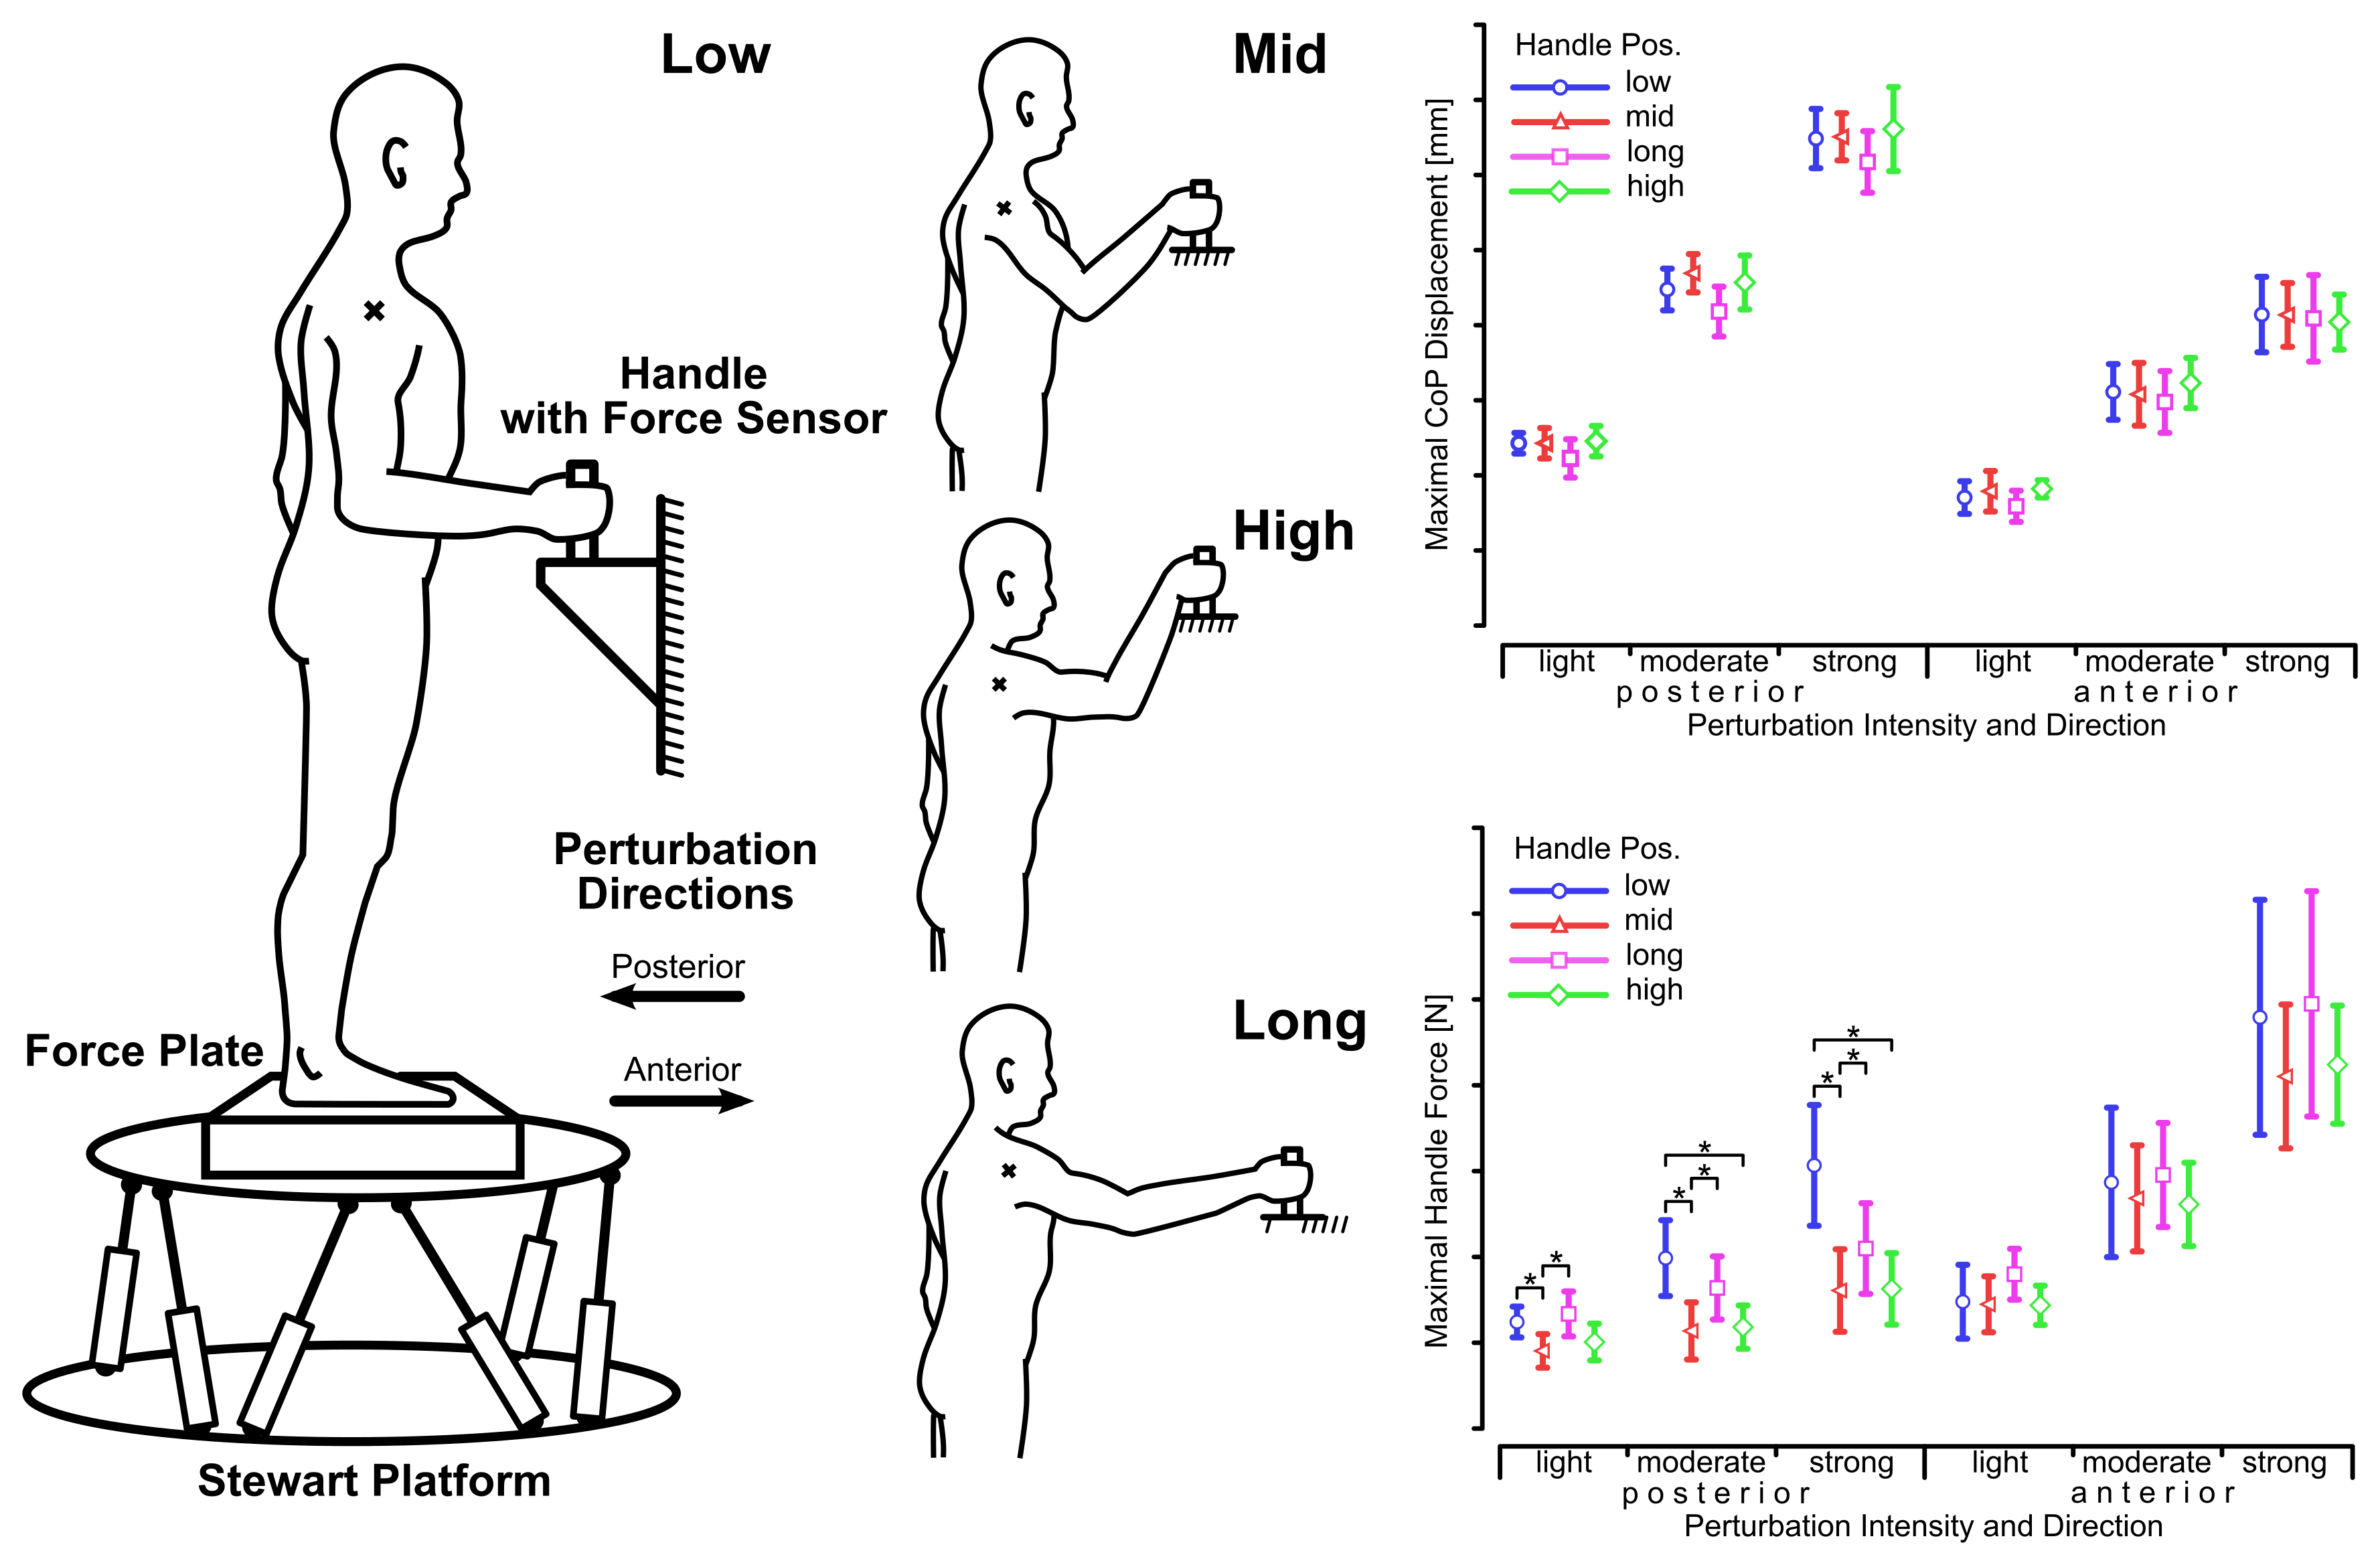 Low
Handle
with Force Sensor
Perturbation
Directions
Posterior
Anterior
Force Plate
Stewart Platform
Mid
High
Long
Handle Pos.
low
mid
long
high
Maximal CoP Displacement [mm]
light moderate strong light moderate strong
posterior anterior
Perturbation Intensity and Direction
Handle Pos.
low
mid
long
high
Maximal Handle Force [N]
*
* *
*
* *
*
* *
light moderate strong light moderate strong
posterior anterior
Perturbation Intensity and Direction